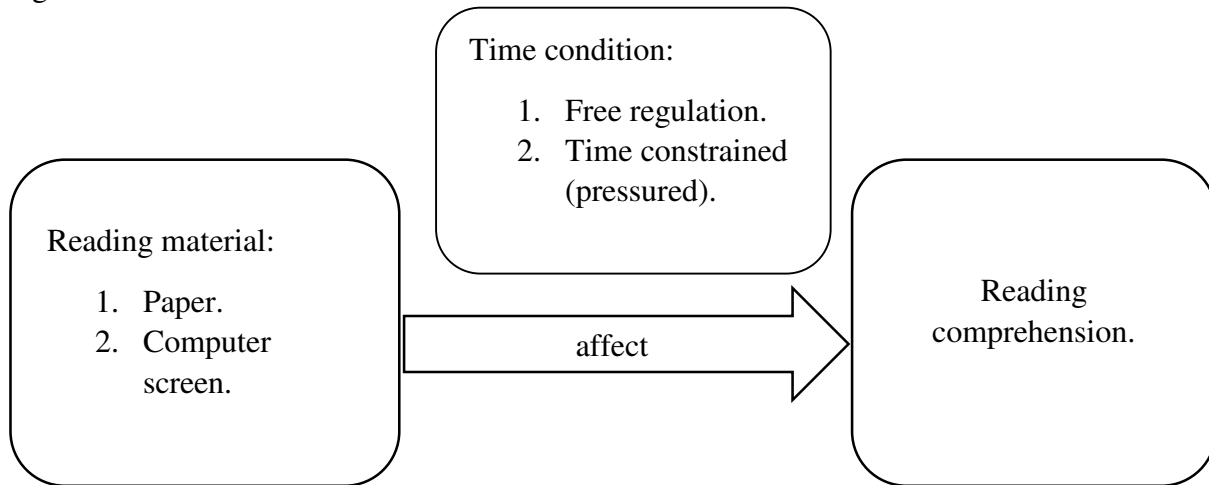 Time condition:
1. Free regulation.
2. Time constrained
(pressured).
Reading material:
1. Paper.
2. Computer
screen.
affect
Reading
comprehension.